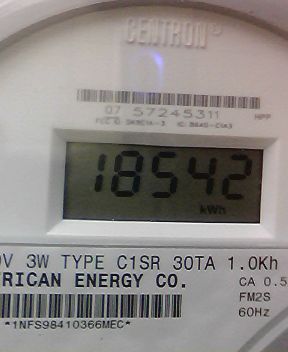 CENTRON®
07 57245311 HPP
18542
kWh
0V 3W TYPE C1SR 30TA 1.0Kh
RICAN ENERGY CO. CA 0.5
FM2S
*1NFS98410366MEC* 60Hz